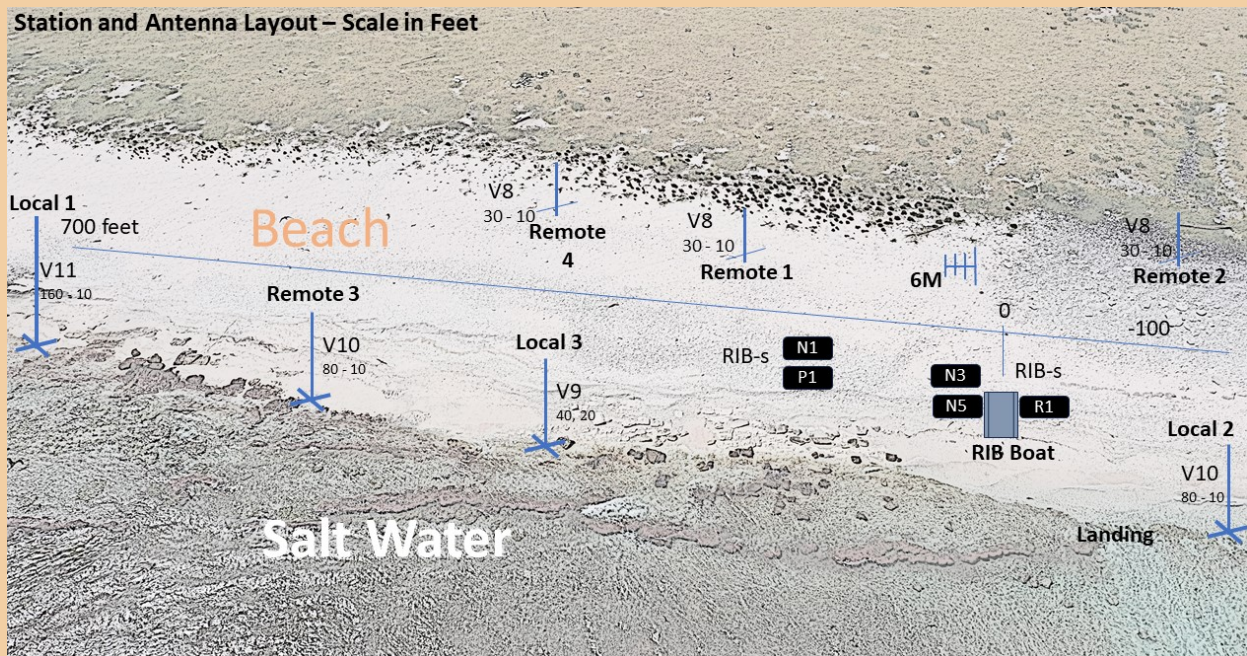 Station and Antenna Layout – Scale in Feet
Local 1
700 feet
V11
160 - 10
Beach
Remote 3
V10
80 - 10
V8
30 - 10
Remote
4
V8
30 - 10
Remote 1
Local 3
V9
40, 20
6M
0
-100
V8
30 - 10
Remote 2
RIB-s
N1
P1
N3
N5
RIB-s
R1
RIB Boat
Local 2
V10
80 - 10
Landing
Salt Water